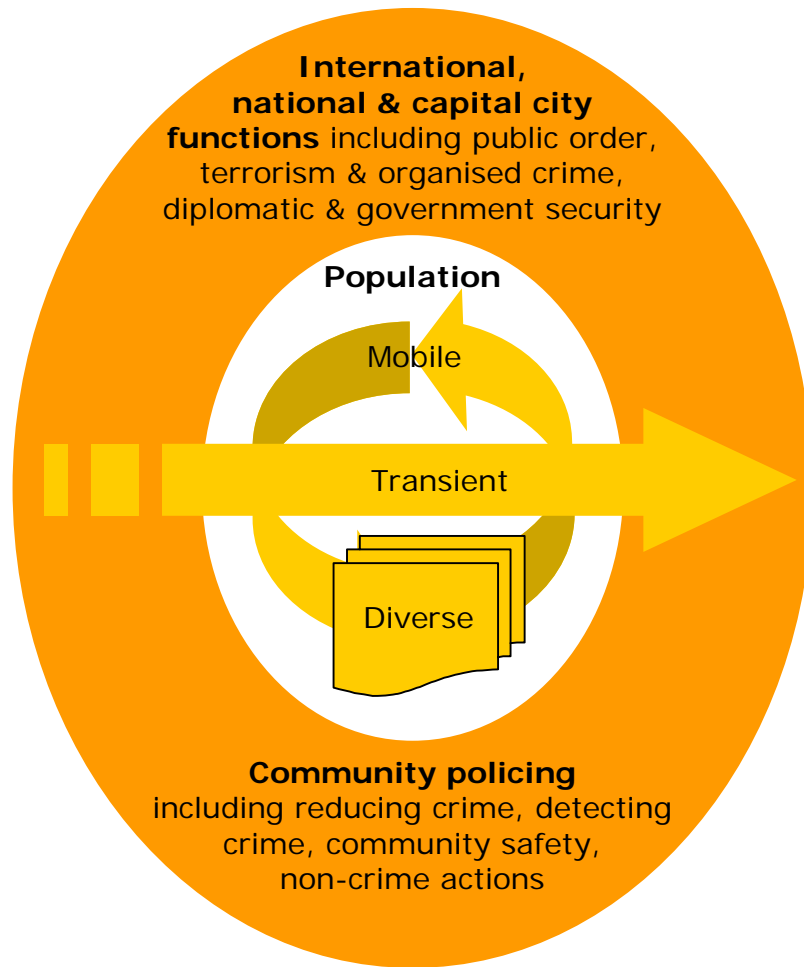 International,
national & capital city
functions including public order,
terrorism & organised crime,
diplomatic & government security
Population
Mobile
Transient
Diverse
Community policing
including reducing crime, detecting
crime, community safety,
non-crime actions